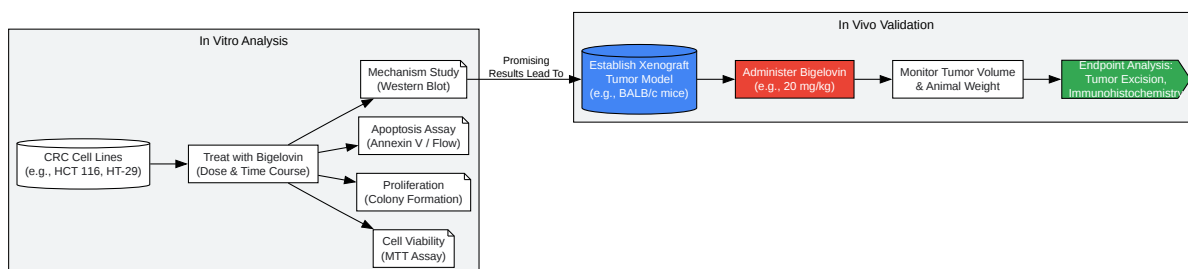 In Vitro Analysis
CRC Cell Lines
(e.g., HCT 116, HT-29)
Treat with Bigelovin
(Dose & Time Course)
Mechanism Study
(Western Blot)
Apoptosis Assay
(Annexin V / Flow)
Proliferation
(Colony Formation)
Cell Viability
(MTT Assay)
Promising
Results Lead To
In Vivo Validation
Establish Xenograft
Tumor Model
(e.g., BALB/c mice)
Administer Bigelovin
(e.g., 20 mg/kg)
Monitor Tumor Volume
& Animal Weight
Endpoint Analysis:
Tumor Excision,
Immunohistochemistry